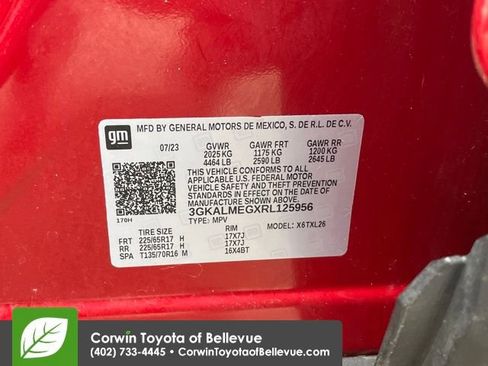 gm
MFD BY GENERAL MOTORS DE MEXICO, S. DE R.L. DE C.V.
07/23 GVWR GAWR FRT GAWR RR
2025 KG 1175 KG 1200 KG
4464 LB 2590 LB 2645 LB
THIS VEHICLE CONFORMS TO ALL
APPLICABLE U.S. FEDERAL MOTOR
VEHICLE SAFETY AND THEFT
PREVENTION STANDARDS IN EFFECT
ON THE DATE OF MANUFACTURE
SHOWN ABOVE.
3GKALMEGXRL125956
170H TYPE: MPV MODEL: X6TXL26
TIRE SIZE RIM
FRT 225/65R17 H 17X7J
RR 225/65R17 H 17X7J
SPA T135/70R16 M 16X4BT
Corwin Toyota of Bellevue
(402) 733-4445 • CorwinToyotaofBellevue.com